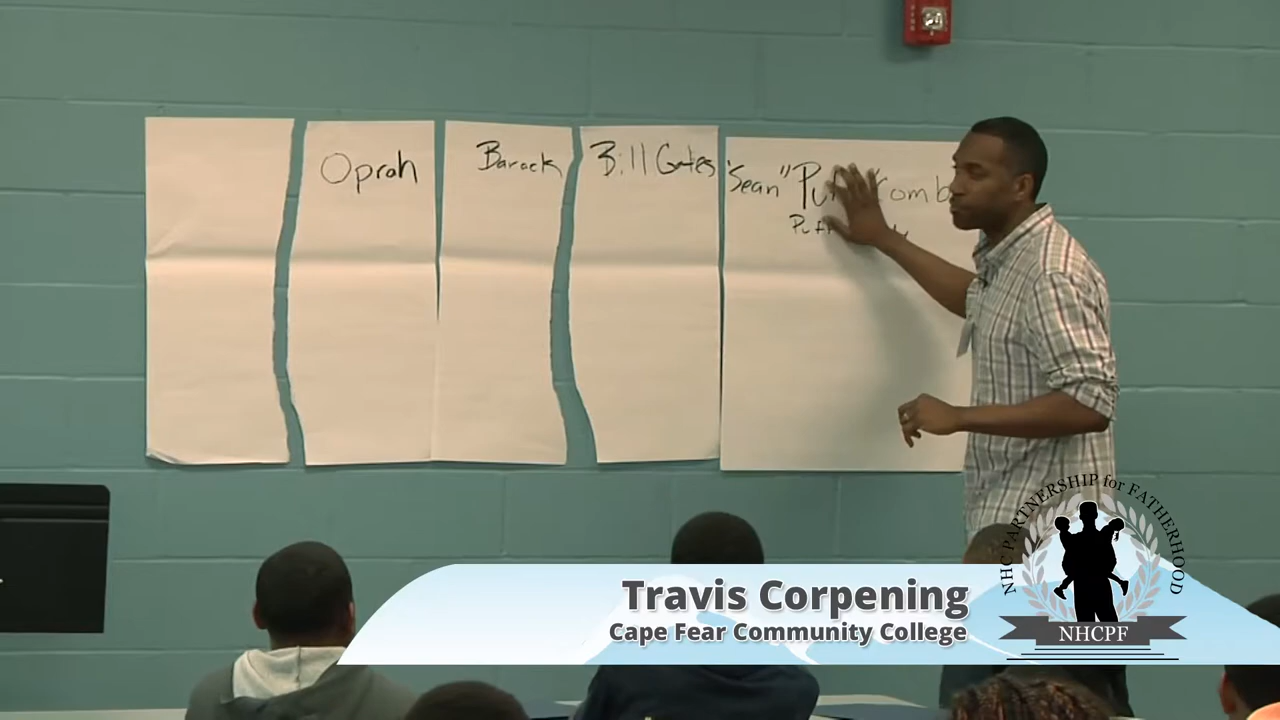 Oprah
Barack
Bill Gates
"Sean"
Travis Corpening
Cape Fear Community College
NHC PARTNERSHIP for FATHERHOOD
NHCPF